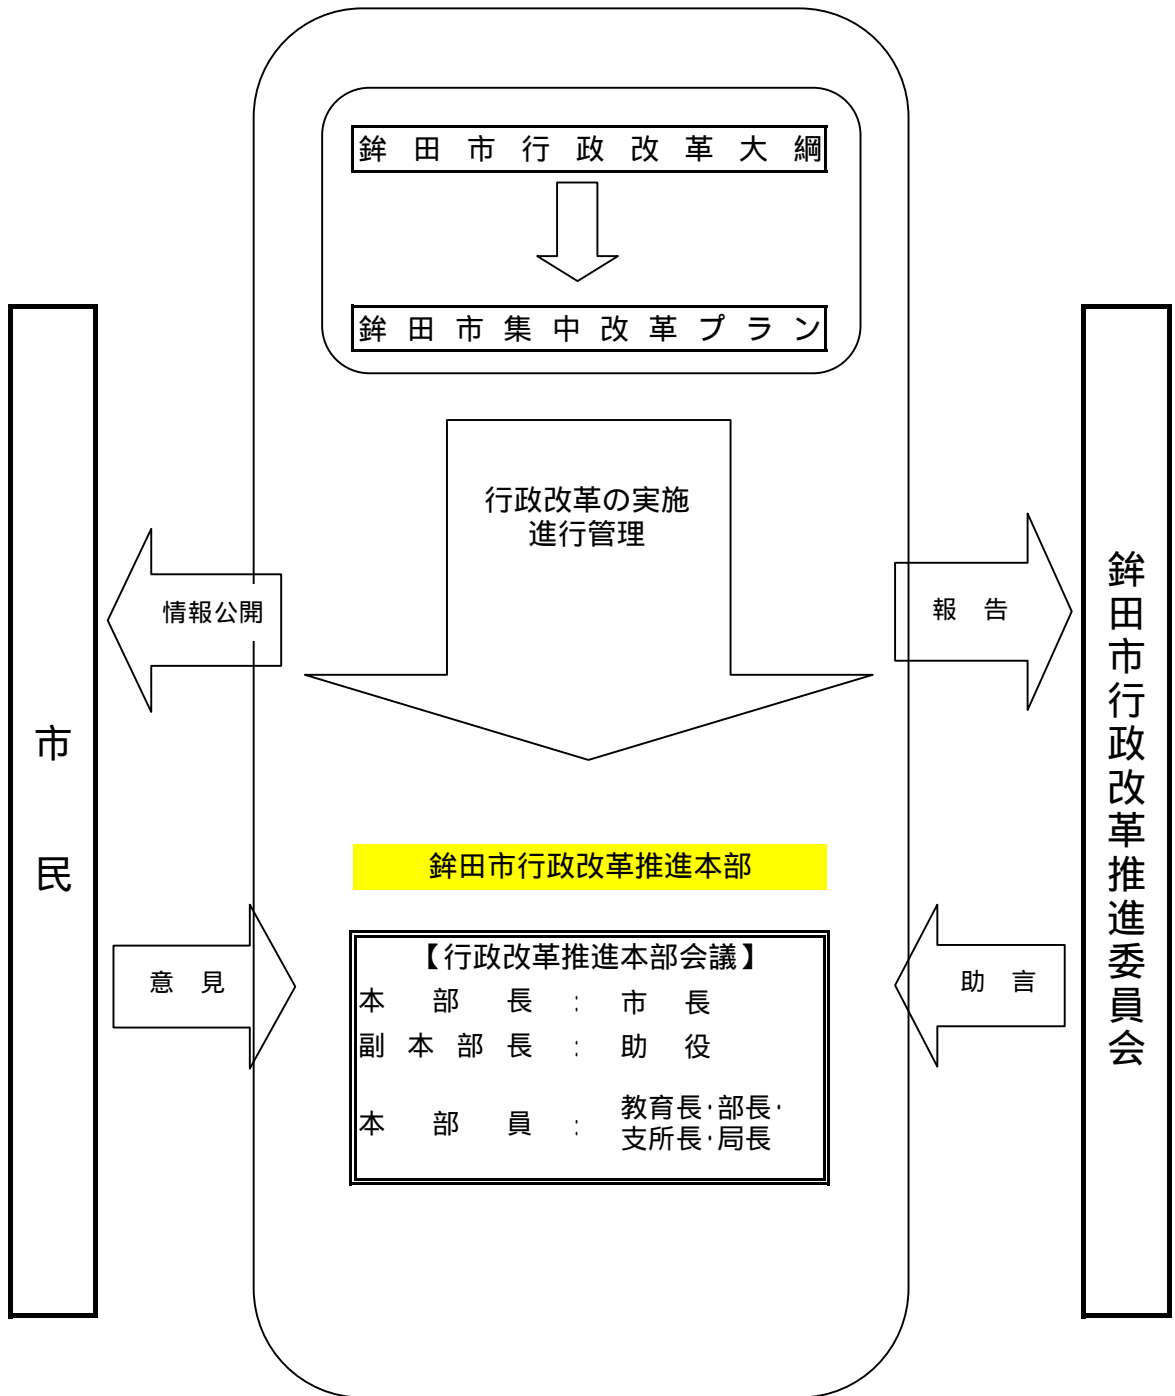 鉾田市行政改革大綱
鉾田市集中改革プラン
行政改革の実施
進行管理
情報公開
報　告
市民
鉾田市行政改革推進委員会
鉾田市行政改革推進本部
意　見
助　言
【行政改革推進本部会議】
本部長：市長
副本部長：助役
本部員：教育長・部長・
支所長・局長